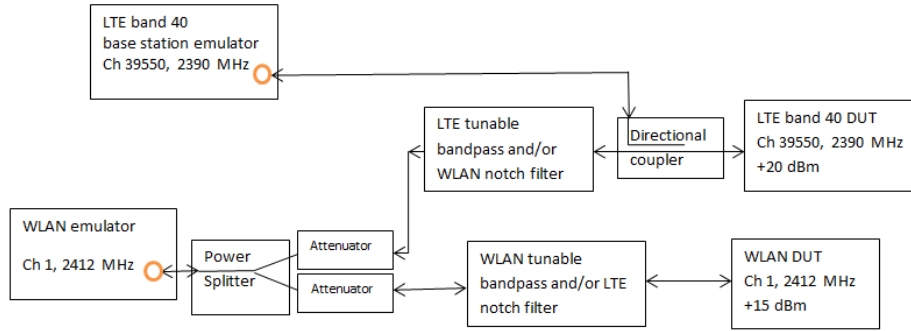 LTE band 40
base station emulator
Ch 39550, 2390 MHz
LTE tunable
bandpass and/or
WLAN notch filter
Directional
coupler
LTE band 40 DUT
Ch 39550, 2390 MHz
+20 dBm
WLAN emulator
Ch 1, 2412 MHz
Power
Splitter
Attenuator
Attenuator
WLAN tunable
bandpass and/or LTE
notch filter
WLAN DUT
Ch 1, 2412 MHz
+15 dBm